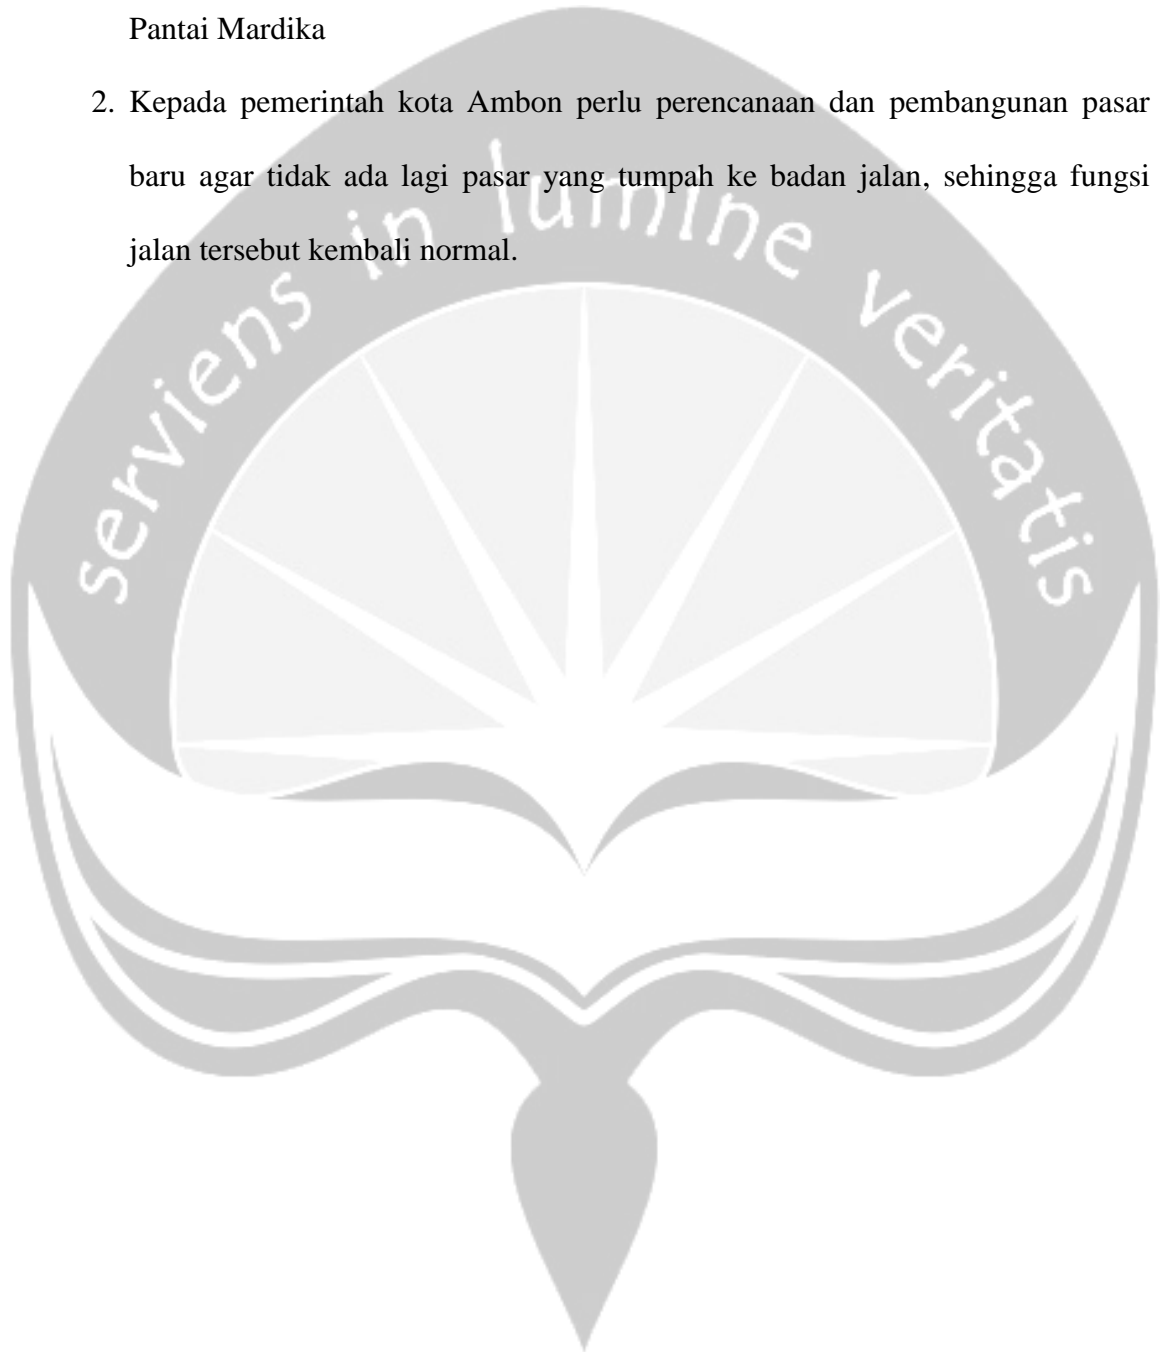 Pantai Mardika
2. Kepada pemerintah kota Ambon perlu perencanaan dan pembangunan pasar
baru agar tidak ada lagi pasar yang tumpah ke badan jalan, sehingga fungsi
jalan tersebut kembali normal.
serviens in lumine veritatis